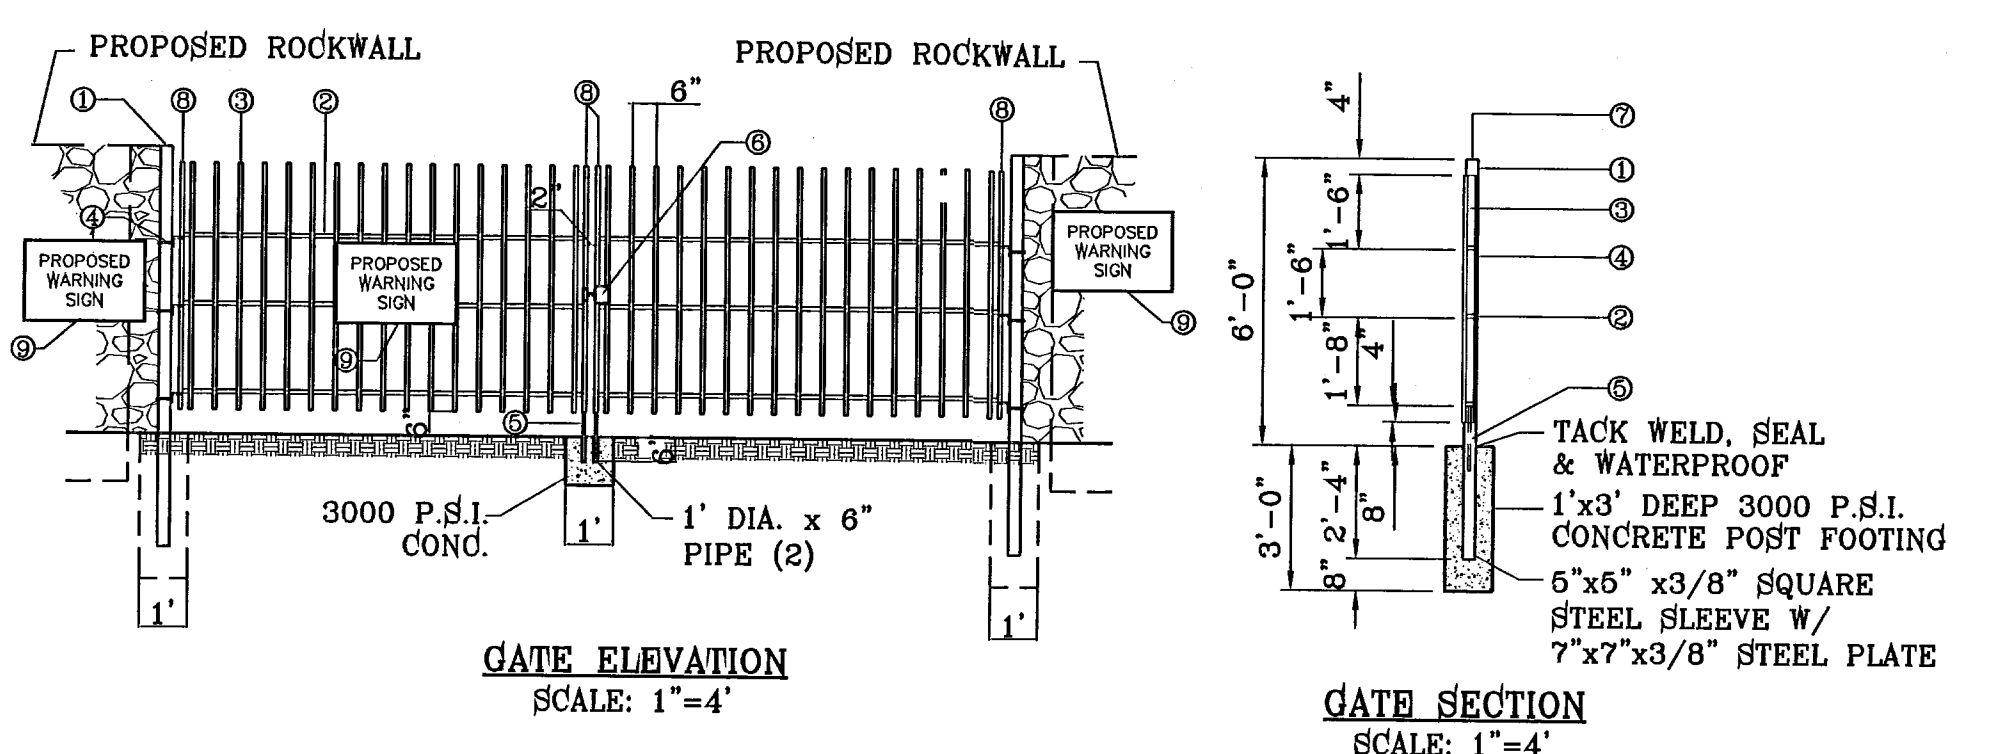 PROPOSED ROCKWALL
PROPOSED ROCKWALL
1
8
3
2
8
6"
6
8
2"
4
PROPOSED
WARNING
SIGN
PROPOSED
WARNING
SIGN
PROPOSED
WARNING
SIGN
9
9
9
5
6"
6"
3000 P.S.I.
CONC.
1'
1' DIA. x 6"
PIPE (2)
1'
1'
GATE ELEVATION
SCALE: 1"=4'
4"
7
1
3
4
2
5
6'-0"
1'-6"
1'-6"
1'-8"
4"
3'-0"
2'-4"
8"
8"
TACK WELD, SEAL
& WATERPROOF
1'x3' DEEP 3000 P.S.I.
CONCRETE POST FOOTING
5"x5" x3/8" SQUARE
STEEL SLEEVE W/
7"x7"x3/8" STEEL PLATE
GATE SECTION
SCALE: 1"=4'